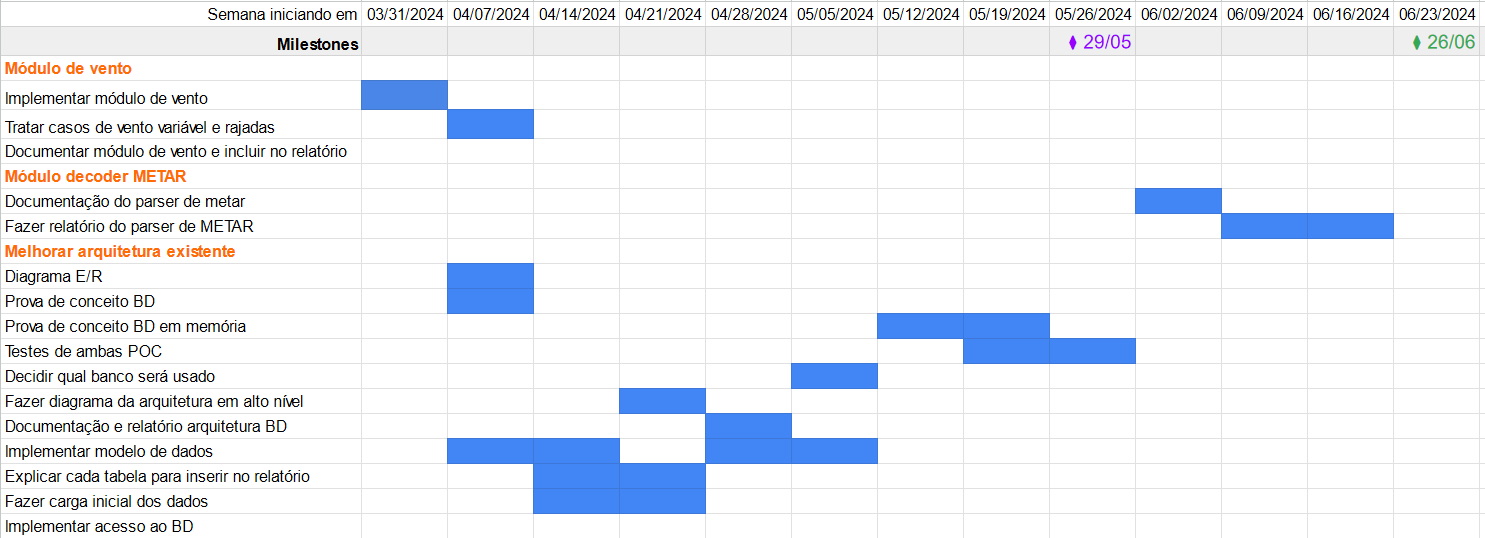 Semana iniciando em 03/31/2024 04/07/2024 04/14/2024 04/21/2024 04/28/2024 05/05/2024 05/12/2024 05/19/2024 05/26/2024 06/02/2024 06/09/2024 06/16/2024 06/23/2024
Milestones ♦ 29/05 ♦ 26/06
Módulo de vento
Implementar módulo de vento
Tratar casos de vento variável e rajadas
Documentar módulo de vento e incluir no relatório
Módulo decoder METAR
Documentação do parser de metar
Fazer relatório do parser de METAR
Melhorar arquitetura existente
Diagrama E/R
Prova de conceito BD
Prova de conceito BD em memória
Testes de ambas POC
Decidir qual banco será usado
Fazer diagrama da arquitetura em alto nível
Documentação e relatório arquitetura BD
Implementar modelo de dados
Explicar cada tabela para inserir no relatório
Fazer carga inicial dos dados
Implementar acesso ao BD